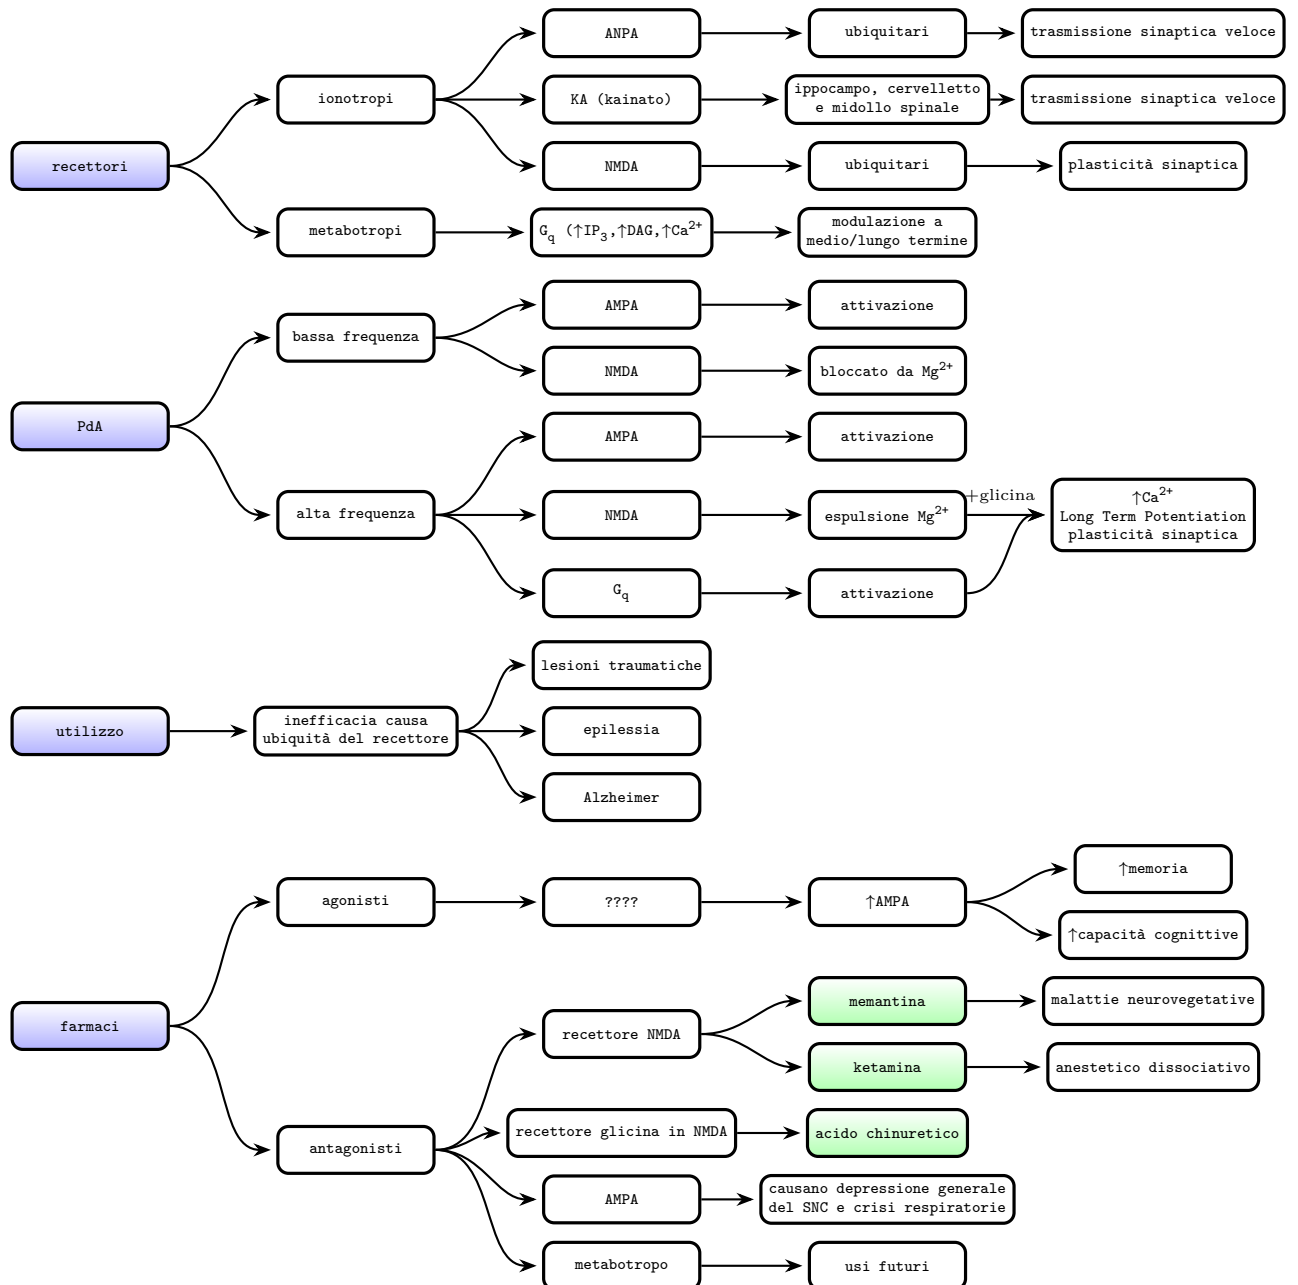 recettori
ionotropi
ANPA
ubiquitari
trasmissione sinaptica veloce
KA (kainato)
ippocampo, cervelletto
e midollo spinale
trasmissione sinaptica veloce
NMDA
ubiquitari
plasticità sinaptica
metabotropi
Gq (↑IP3,↑DAG,↑Ca2+
modulazione a
medio/lungo termine
PdA
bassa frequenza
AMPA
attivazione
NMDA
bloccato da Mg2+
alta frequenza
AMPA
attivazione
NMDA
espulsione Mg2+
+glicina
↑Ca2+
Long Term Potentiation
plasticità sinaptica
Gq
attivazione
utilizzo
inefficacia causa
ubiquità del recettore
lesioni traumatiche
epilessia
Alzheimer
farmaci
agonisti
????
↑AMPA
↑memoria
↑capacità cognittive
antagonisti
recettore NMDA
memantina
malattie neurovegetative
ketamina
anestetico dissociativo
recettore glicina in NMDA
acido chinuretico
AMPA
causano depressione generale
del SNC e crisi respiratorie
metabotropo
usi futuri